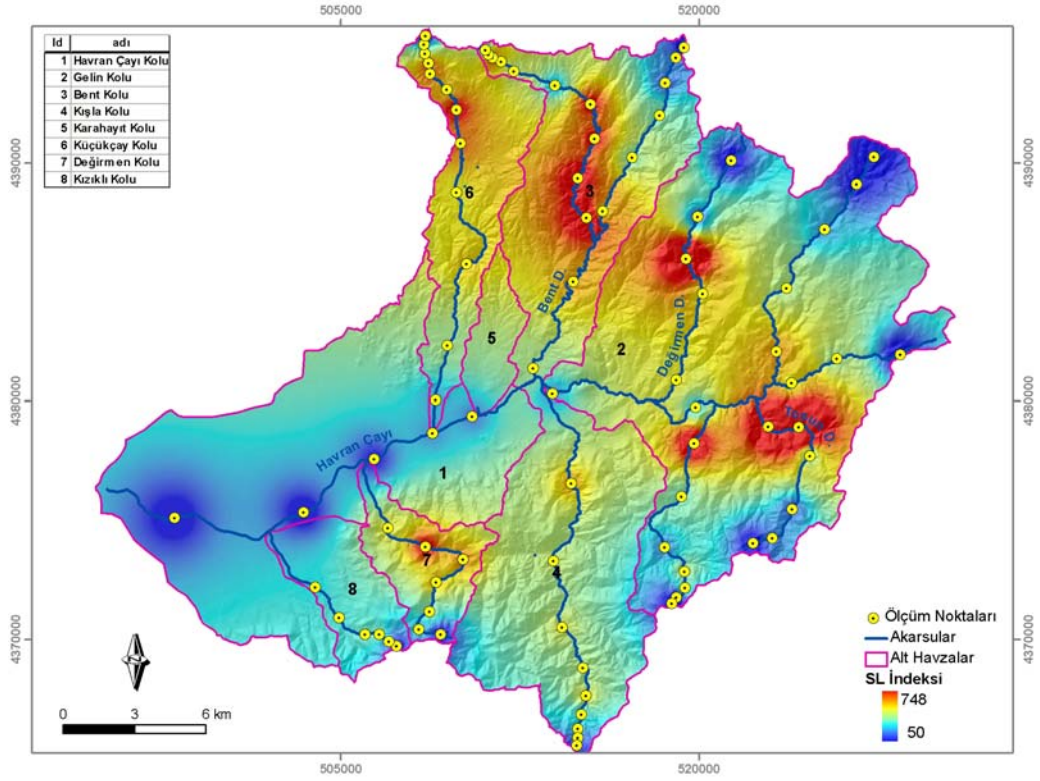 505000 520000
Id adı
1 Havran Çayı Kolu
2 Gelin Kolu
3 Bent Kolu
4 Kışla Kolu
5 Karahayıt Kolu
6 Küçükçay Kolu
7 Değirmen Kolu
8 Kızıklı Kolu
4390000 4390000
6
3
Bent D.
5
2
Değirmen D.
4380000 4380000
Havran Çayı
1
7
4
8
Ölçüm Noktaları
Akarsular
4370000 4370000
Alt Havzalar
SL İndeksi
748
50
N
0 3 6 km
505000 520000